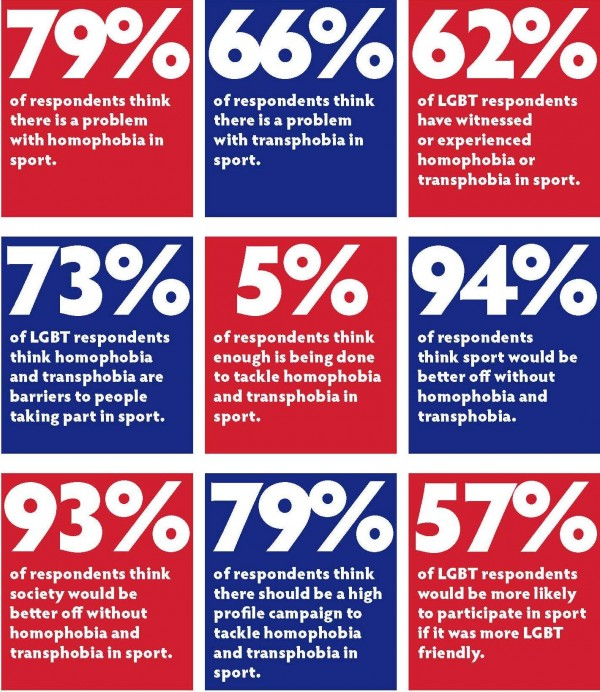 79%
of respondents think
there is a problem
with homophobia in
sport.
66%
of respondents think
there is a problem
with transphobia in
sport.
62%
of LGBT respondents
have witnessed
or experienced
homophobia or
transphobia in sport.
73%
of LGBT respondents
think homophobia
and transphobia are
barriers to people
taking part in sport.
5%
of respondents think
enough is being done
to tackle homophobia
and transphobia in
sport.
94%
of respondents
think sport would be
better off without
homophobia and
transphobia.
93%
of respondents think
society would be
better off without
homophobia and
transphobia in sport.
79%
of respondents think
there should be a high
profile campaign to
tackle homophobia
and transphobia in
sport.
57%
of LGBT respondents
would be more likely
to participate in sport
if it was more LGBT
friendly.